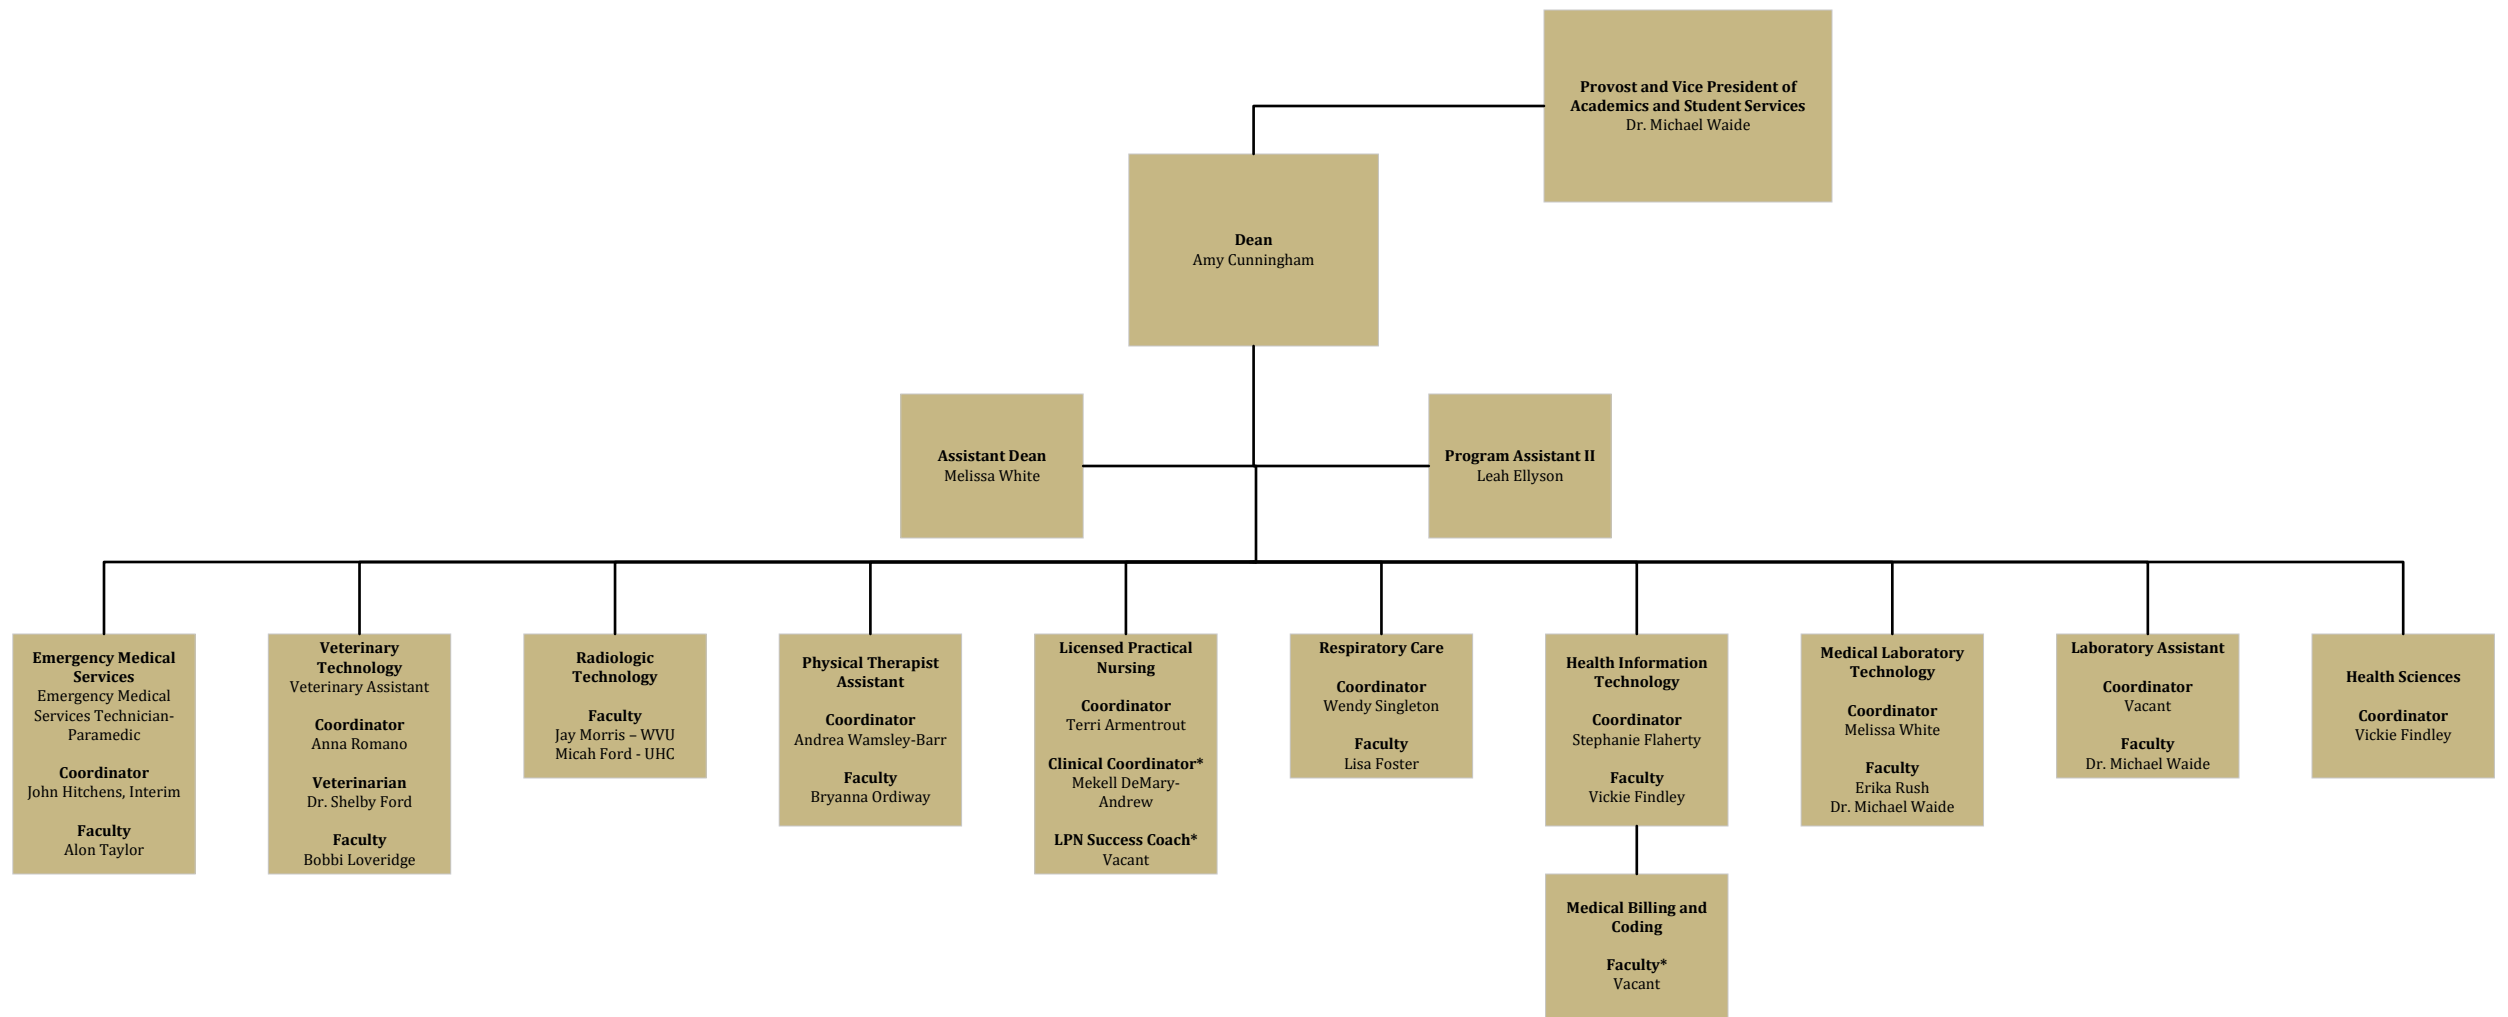 Provost and Vice President of
Academics and Student Services
Dr. Michael Waide
Dean
Amy Cunningham
Assistant Dean
Melissa White
Program Assistant II
Leah Ellyson
Emergency Medical
Services
Emergency Medical
Services Technician-
Paramedic
Coordinator
John Hitchens, Interim
Faculty
Alon Taylor
Veterinary
Technology
Veterinary Assistant
Coordinator
Anna Romano
Veterinarian
Dr. Shelby Ford
Faculty
Bobbi Loveridge
Radiologic
Technology
Faculty
Jay Morris – WVU
Micah Ford - UHC
Physical Therapist
Assistant
Coordinator
Andrea Wamsley-Barr
Faculty
Bryanna Ordiway
Licensed Practical
Nursing
Coordinator
Terri Armentrout
Clinical Coordinator*
Mekell DeMary-
Andrew
LPN Success Coach*
Vacant
Respiratory Care
Coordinator
Wendy Singleton
Faculty
Lisa Foster
Health Information
Technology
Coordinator
Stephanie Flaherty
Faculty
Vickie Findley
Medical Billing and
Coding
Faculty*
Vacant
Medical Laboratory
Technology
Coordinator
Melissa White
Faculty
Erika Rush
Dr. Michael Waide
Laboratory Assistant
Coordinator
Vacant
Faculty
Dr. Michael Waide
Health Sciences
Coordinator
Vickie Findley